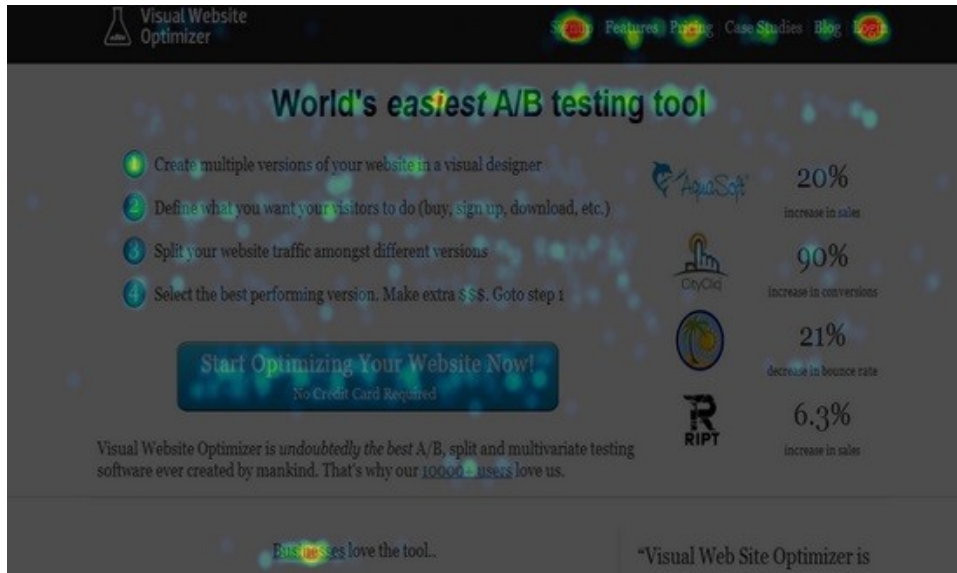 Visual Website
Optimizer
Signup Features Pricing Case Studies Blog Login
World's easiest A/B testing tool
1 Create multiple versions of your website in a visual designer
2 Define what you want your visitors to do (buy, sign up, download, etc.)
3 Split your website traffic amongst different versions
4 Select the best performing version. Make extra $$$. Goto step 1
Start Optimizing Your Website Now!
No Credit Card Required
Visual Website Optimizer is undoubtedly the best A/B, split and multivariate testing
software ever created by mankind. That's why our 10000+ users love us.
AquaSoft
20%
increase in sales
CityCliq
90%
increase in conversions
21%
decrease in bounce rate
RIPT
6.3%
increase in sales
Businesses love the tool..
"Visual Web Site Optimizer is